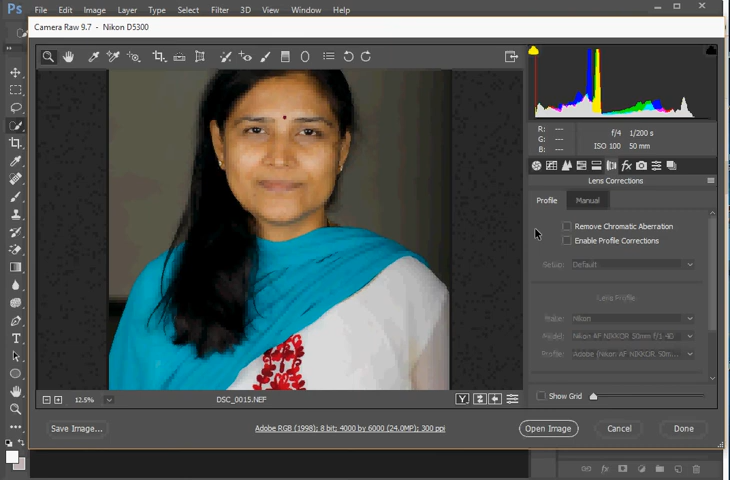 Ps File Edit Image Layer Type Select Filter 3D View Window Help
Camera Raw 9.7 - Nikon D5300
R: ---
G: ---
B: ---
f/4 1/200 s
ISO 100 50 mm
fx
Lens Corrections
Profile Manual
Remove Chromatic Aberration
Enable Profile Corrections
Setup: Default
Lens Profile
Make: Nikon
Model: Nikon AF NIKKOR 50mm f/1.4D
Profile: Adobe (Nikon AF NIKKOR 50m...
12.5% DSC_0015.NEF Y
Show Grid
Save Image... Adobe RGB (1998); 8 bit; 4000 by 6000 (24.0MP); 300 ppi Open Image Cancel Done
fx